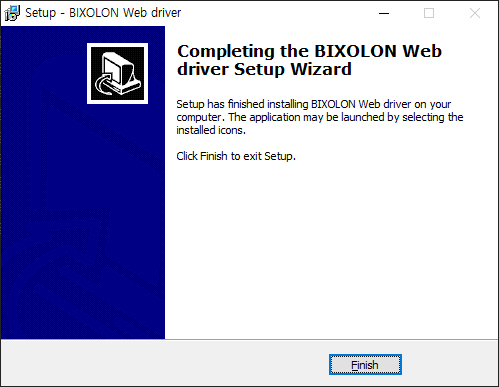 Setup - BIXOLON Web driver
Completing the BIXOLON Web
driver Setup Wizard
Setup has finished installing BIXOLON Web driver on your
computer. The application may be launched by selecting the
installed icons.
Click Finish to exit Setup.
Finish